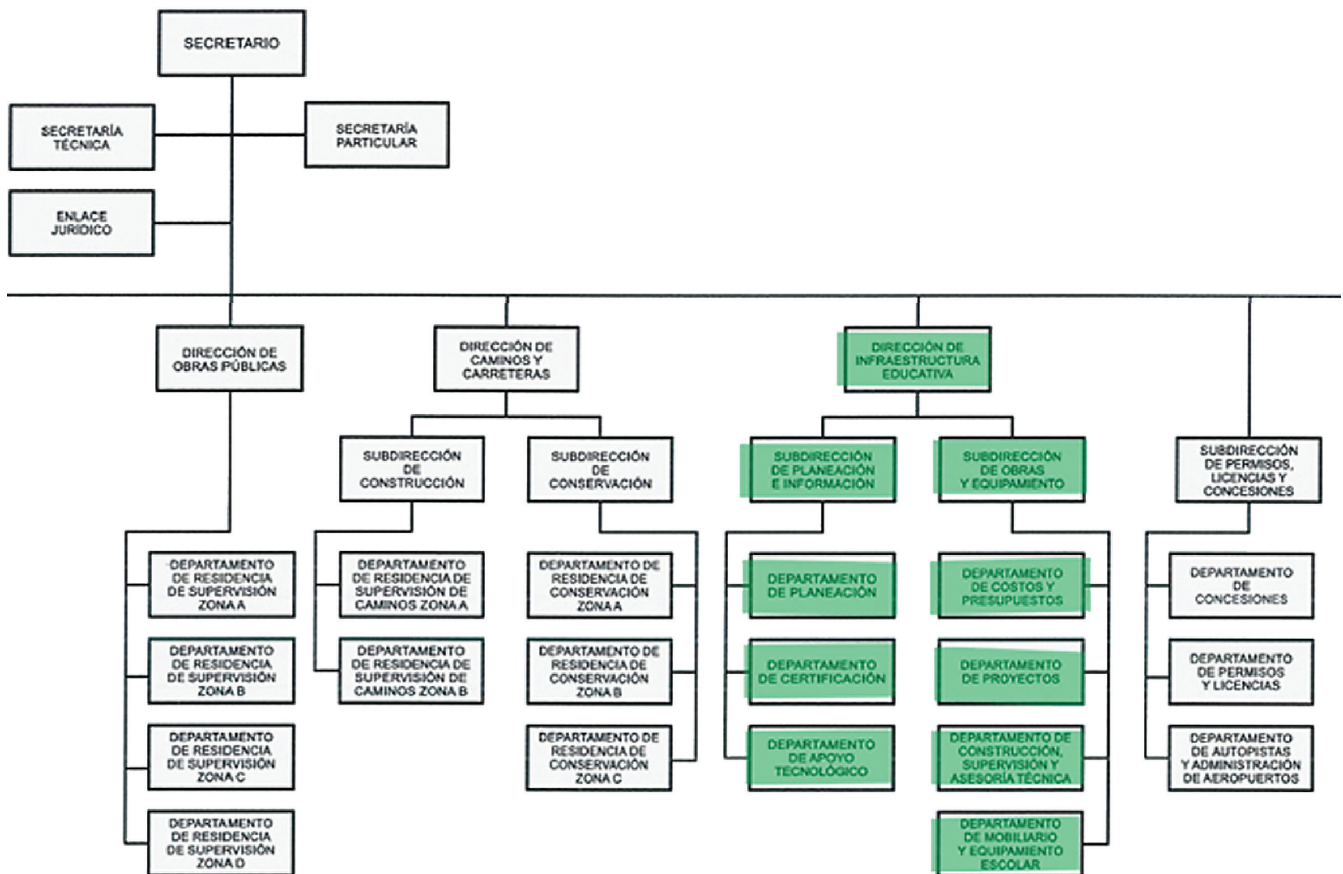 SECRETARIO
SECRETARÍA
TÉCNICA
SECRETARÍA
PARTICULAR
ENLACE
JURÍDICO
DIRECCIÓN DE
OBRAS PÚBLICAS
DIRECCIÓN DE
CAMINOS Y
CARRETERAS
DIRECCIÓN DE
INFRAESTRUCTURA
EDUCATIVA
SUBDIRECCIÓN
DE
CONSTRUCCIÓN
SUBDIRECCIÓN
DE
CONSERVACIÓN
SUBDIRECCIÓN
DE PLANEACIÓN
E INFORMACIÓN
SUBDIRECCIÓN
DE OBRAS
Y EQUIPAMIENTO
SUBDIRECCIÓN
DE PERMISOS,
LICENCIAS Y
CONCESIONES
DEPARTAMENTO
DE RESIDENCIA
DE SUPERVISIÓN
ZONA A
DEPARTAMENTO
DE RESIDENCIA DE
SUPERVISIÓN DE
CAMINOS ZONA A
DEPARTAMENTO DE
RESIDENCIA DE
CONSERVACIÓN
ZONA A
DEPARTAMENTO
DE PLANEACIÓN
DEPARTAMENTO
DE COSTOS Y
PRESUPUESTOS
DEPARTAMENTO
DE
CONCESIONES
DEPARTAMENTO
DE RESIDENCIA
DE SUPERVISIÓN
ZONA B
DEPARTAMENTO
DE RESIDENCIA DE
SUPERVISIÓN DE
CAMINOS ZONA B
DEPARTAMENTO DE
RESIDENCIA DE
CONSERVACIÓN
ZONA B
DEPARTAMENTO
DE CERTIFICACIÓN
DEPARTAMENTO
DE PROYECTOS
DEPARTAMENTO
DE PERMISOS
Y LICENCIAS
DEPARTAMENTO
DE RESIDENCIA
DE SUPERVISIÓN
ZONA C
DEPARTAMENTO DE
RESIDENCIA DE
CONSERVACIÓN
ZONA C
DEPARTAMENTO
DE APOYO
TECNOLÓGICO
DEPARTAMENTO DE
CONSTRUCCIÓN,
SUPERVISIÓN Y
ASESORÍA TÉCNICA
DEPARTAMENTO
DE AUTOPISTAS
Y ADMINISTRACIÓN
DE AEROPUERTOS
DEPARTAMENTO
DE RESIDENCIA
DE SUPERVISIÓN
ZONA D
DEPARTAMENTO
DE MOBILIARIO
Y EQUIPAMIENTO
ESCOLAR